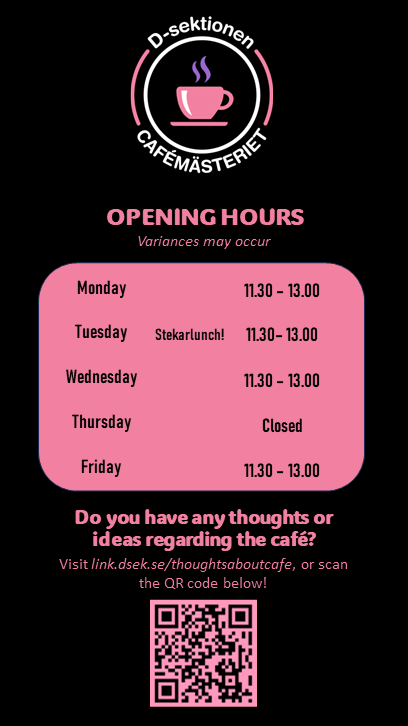 D-sektionen
CAFÉMÄSTERIET
OPENING HOURS
Variances may occur
Monday 11.30 – 13.00
Tuesday Stekarlunch! 11.30– 13.00
Wednesday 11.30 – 13.00
Thursday Closed
Friday 11.30 – 13.00
Do you have any thoughts or
ideas regarding the café?
Visit link.dsek.se/thoughtsaboutcafe, or scan
the QR code below!